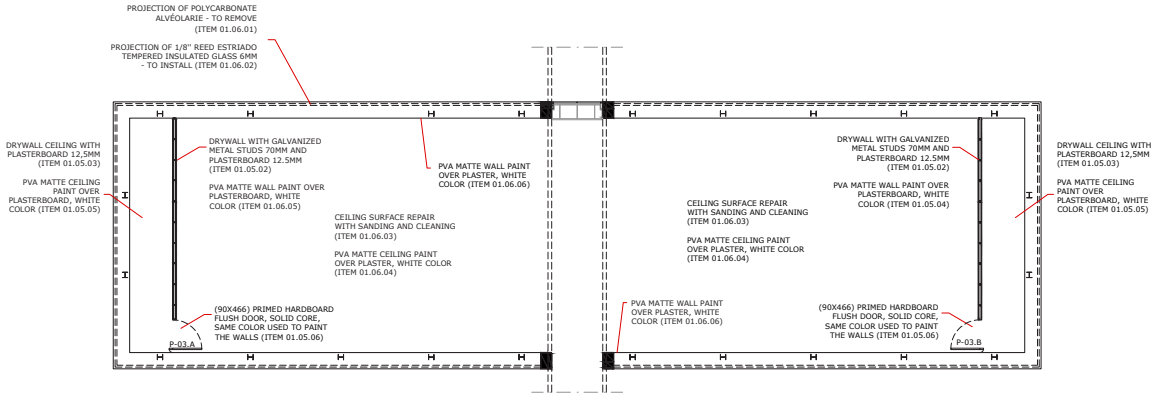 PROJECTION OF POLYCARBONATE
ALVÉOLARIE - TO REMOVE
(ITEM 01.06.01)
PROJECTION OF 1/8" REED ESTRIADO
TEMPERED INSULATED GLASS 6MM
- TO INSTALL (ITEM 01.06.02)
DRYWALL CEILING WITH
PLASTERBOARD 12,5MM
(ITEM 01.05.03)
PVA MATTE CEILING
PAINT OVER
PLASTERBOARD, WHITE
COLOR (ITEM 01.05.05)
DRYWALL WITH GALVANIZED
METAL STUDS 70MM AND
PLASTERBOARD 12.5MM
(ITEM 01.05.02)
PVA MATTE WALL PAINT OVER
PLASTERBOARD, WHITE
COLOR (ITEM 01.06.05)
CEILING SURFACE REPAIR
WITH SANDING AND CLEANING
(ITEM 01.06.03)
PVA MATTE CEILING PAINT
OVER PLASTER, WHITE COLOR
(ITEM 01.06.04)
PVA MATTE WALL PAINT
OVER PLASTER, WHITE
COLOR (ITEM 01.06.06)
(90X466) PRIMED HARDBOARD
FLUSH DOOR, SOLID CORE,
SAME COLOR USED TO PAINT
THE WALLS (ITEM 01.05.06)
P-03.A
CEILING SURFACE REPAIR
WITH SANDING AND CLEANING
(ITEM 01.06.03)
PVA MATTE CEILING PAINT
OVER PLASTER, WHITE COLOR
(ITEM 01.06.04)
PVA MATTE WALL PAINT
OVER PLASTER, WHITE
COLOR (ITEM 01.06.06)
DRYWALL WITH GALVANIZED
METAL STUDS 70MM AND
PLASTERBOARD 12.5MM
(ITEM 01.05.02)
PVA MATTE WALL PAINT OVER
PLASTERBOARD, WHITE
COLOR (ITEM 01.05.04)
(90X466) PRIMED HARDBOARD
FLUSH DOOR, SOLID CORE,
SAME COLOR USED TO PAINT
THE WALLS (ITEM 01.05.06)
P-03.B
DRYWALL CEILING WITH
PLASTERBOARD 12,5MM
(ITEM 01.05.03)
PVA MATTE CEILING
PAINT OVER
PLASTERBOARD, WHITE
COLOR (ITEM 01.05.05)